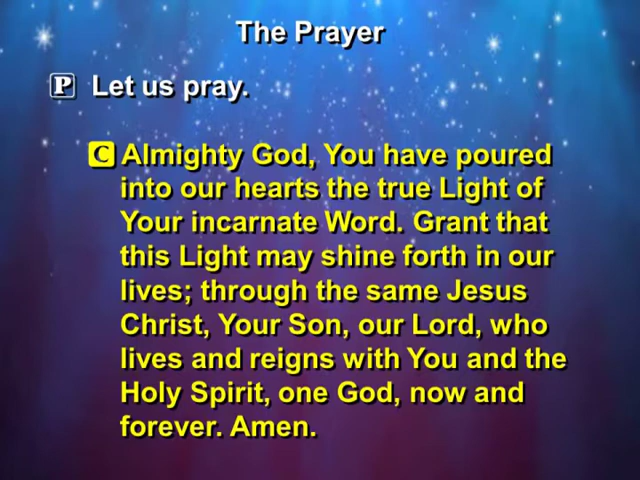 The Prayer
P Let us pray.
C Almighty God, You have poured
into our hearts the true Light of
Your incarnate Word. Grant that
this Light may shine forth in our
lives; through the same Jesus
Christ, Your Son, our Lord, who
lives and reigns with You and the
Holy Spirit, one God, now and
forever. Amen.